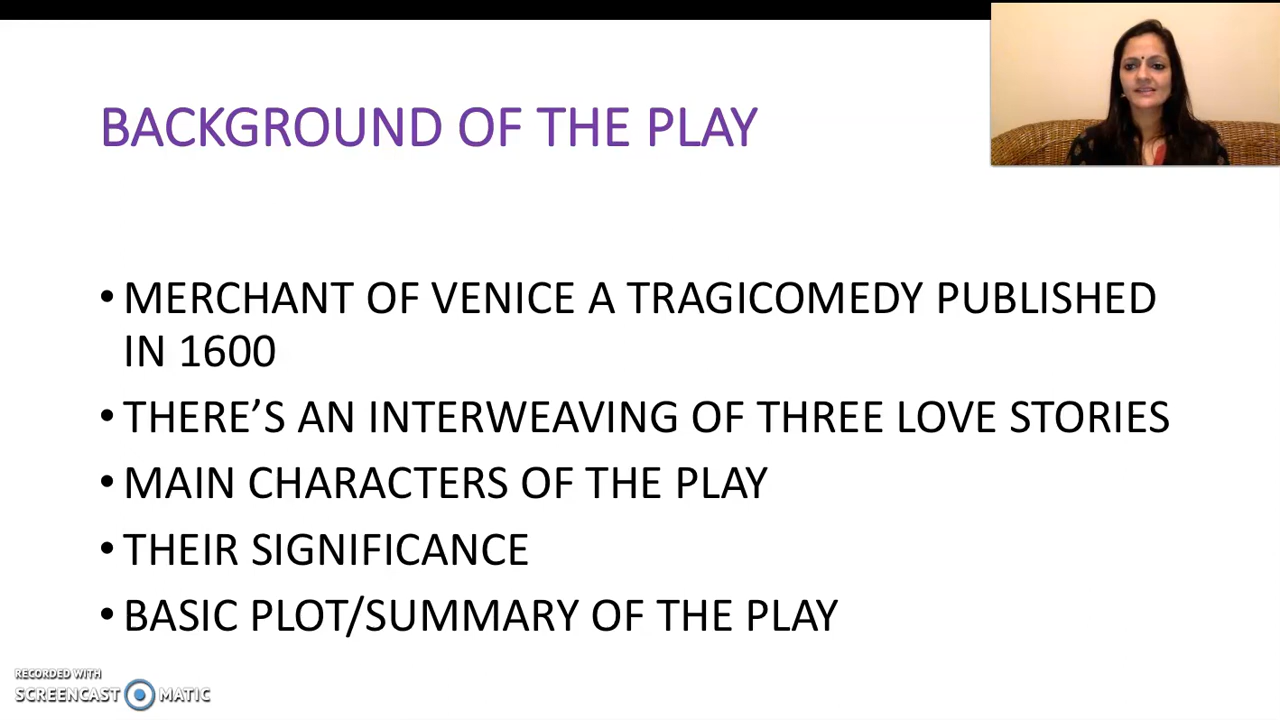 BACKGROUND OF THE PLAY
• MERCHANT OF VENICE A TRAGICOMEDY PUBLISHED
IN 1600
• THERE’S AN INTERWEAVING OF THREE LOVE STORIES
• MAIN CHARACTERS OF THE PLAY
• THEIR SIGNIFICANCE
• BASIC PLOT/SUMMARY OF THE PLAY
RECORDED WITH
SCREENCAST MATIC